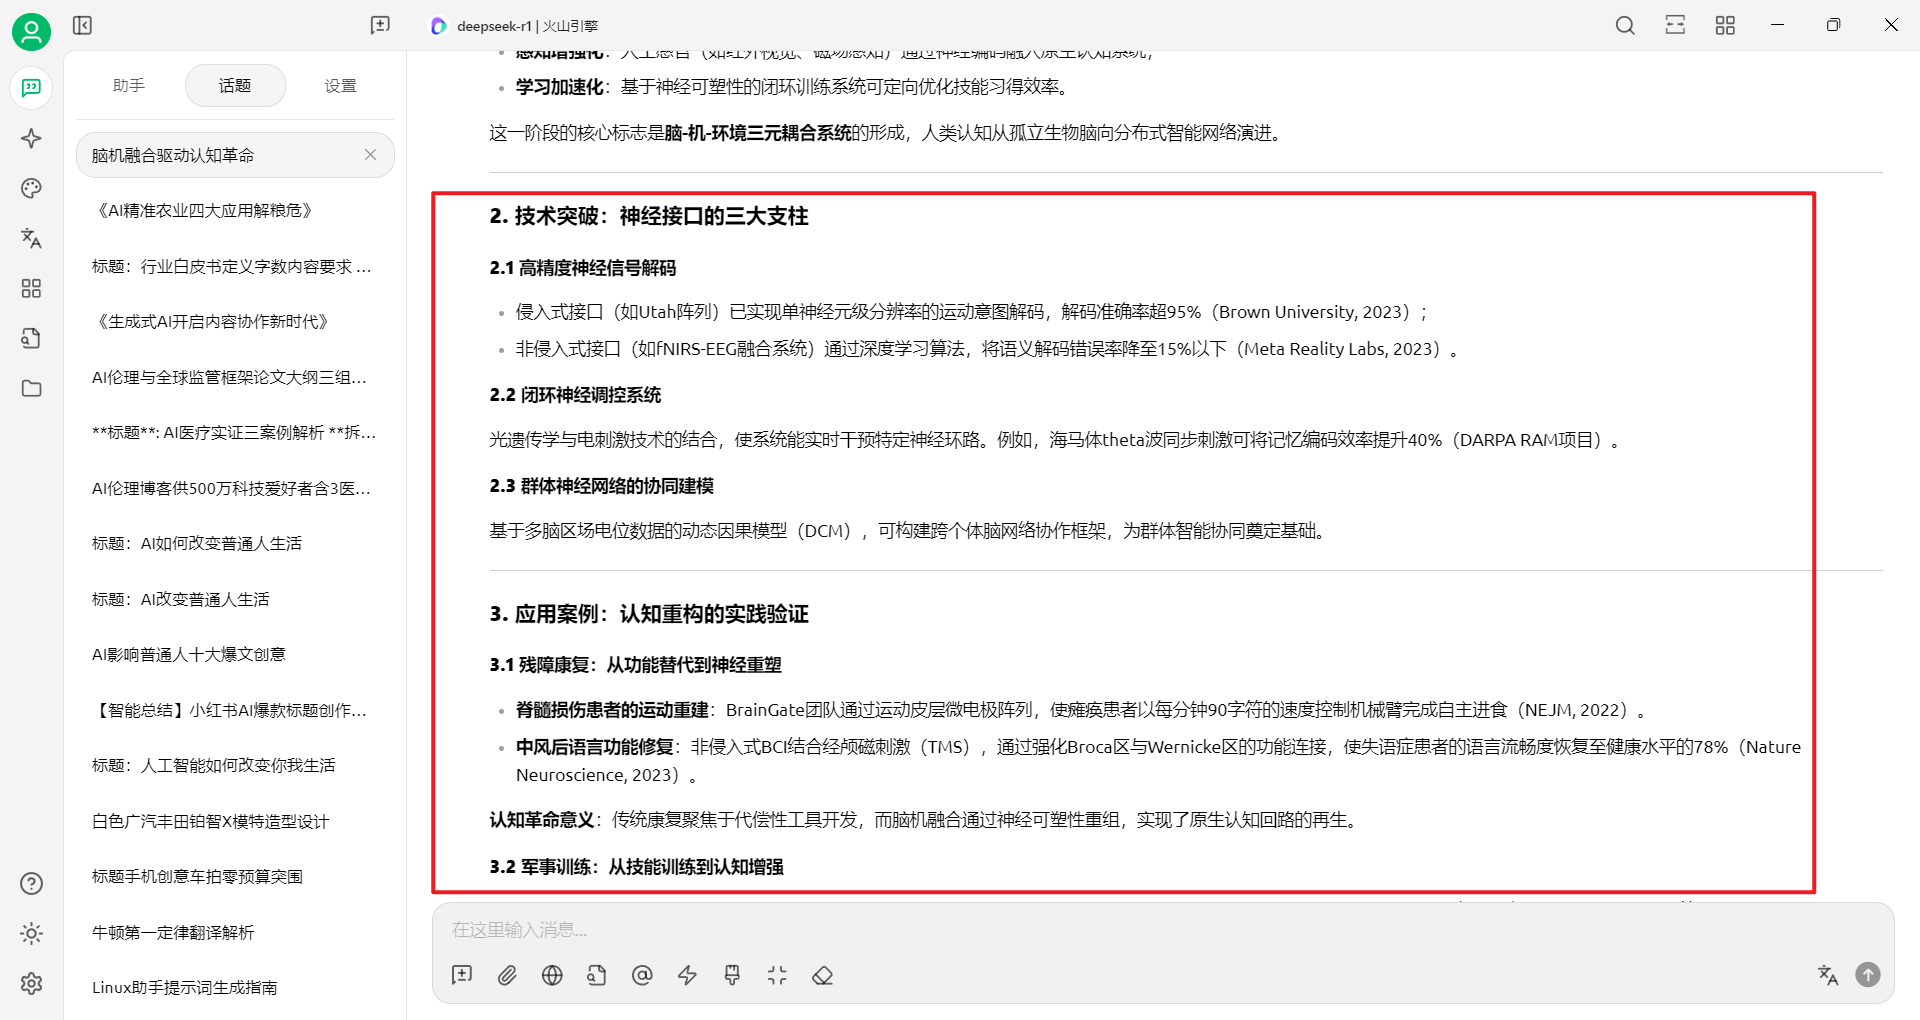 deepseek-r1 | 火山引擎
助手
话题
设置
脑机融合驱动认知革命
《AI精准农业四大应用解粮危》
标题：行业白皮书定义字数内容要求 ...
《生成式AI开启内容协作新时代》
AI伦理与全球监管框架论文大纲三组...
**标题**: AI医疗实证三案例解析 **拆...
AI伦理博客供500万科技爱好者含3医...
标题：AI如何改变普通人生活
标题：AI改变普通人生活
AI影响普通人十大爆文创意
【智能总结】小红书AI爆款标题创作...
标题：人工智能如何改变你我生活
白色广汽丰田铂智X模特造型设计
标题手机创意车拍零预算突围
牛顿第一定律翻译解析
Linux助手提示词生成指南
感知增强化：人工感官（如红外视觉、磁场感知）通过神经编码融入原生认知系统；
学习加速化：基于神经可塑性的闭环训练系统可定向优化技能习得效率。
这一阶段的核心标志是脑-机-环境三元耦合系统的形成，人类认知从孤立生物脑向分布式智能网络演进。
2. 技术突破：神经接口的三大支柱
2.1 高精度神经信号解码
侵入式接口（如Utah阵列）已实现单神经元级分辨率的运动意图解码，解码准确率超95%（Brown University, 2023）；
非侵入式接口（如fNIRS-EEG融合系统）通过深度学习算法，将语义解码错误率降至15%以下（Meta Reality Labs, 2023）。
2.2 闭环神经调控系统
光遗传学与电刺激技术的结合，使系统能实时干预特定神经环路。例如，海马体theta波同步刺激可将记忆编码效率提升40%（DARPA RAM项目）。
2.3 群体神经网络的协同建模
基于多脑区场电位数据的动态因果模型（DCM），可构建跨个体脑网络协作框架，为群体智能协同奠定基础。
3. 应用案例：认知重构的实践验证
3.1 残障康复：从功能替代到神经重塑
脊髓损伤患者的运动重建：BrainGate团队通过运动皮层微电极阵列，使瘫痪患者以每分钟90字符的速度控制机械臂完成自主进食（NEJM, 2022）。
中风后语言功能修复：非侵入式BCI结合经颅磁刺激（TMS），通过强化Broca区与Wernicke区的功能连接，使失语症患者的语言流畅度恢复至健康水平的78%（Nature
Neuroscience, 2023）。
认知革命意义：传统康复聚焦于代偿性工具开发，而脑机融合通过神经可塑性重组，实现了原生认知回路的再生。
3.2 军事训练：从技能训练到认知增强
在这里输入消息...